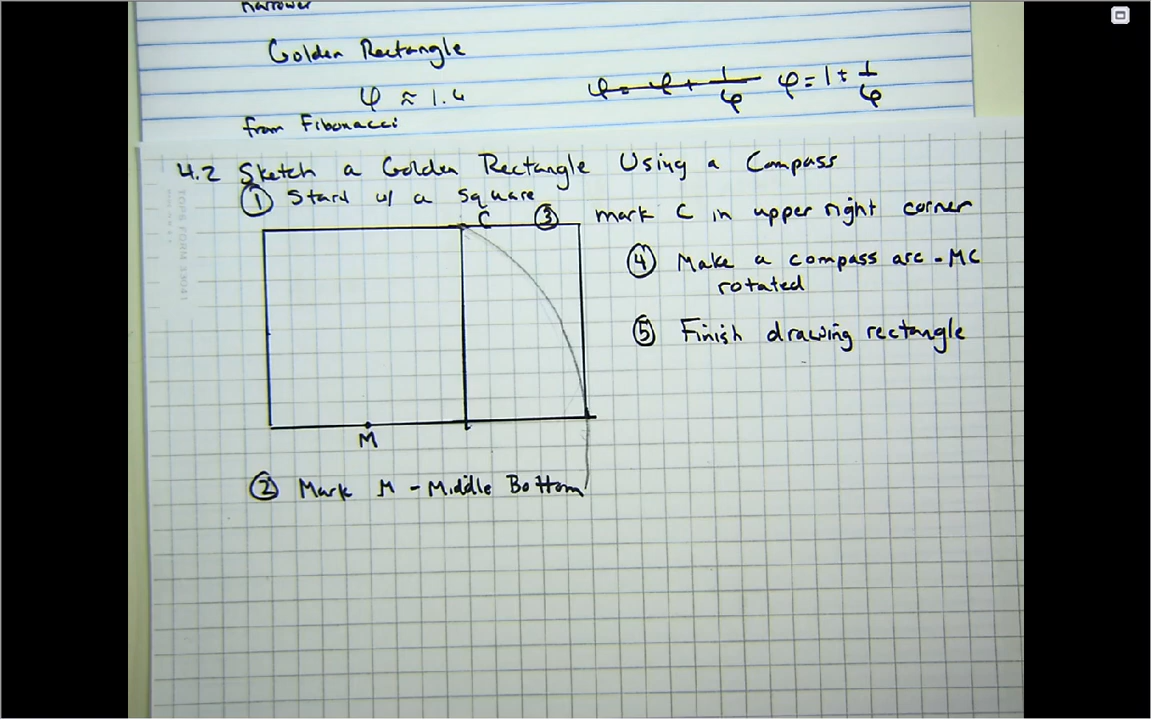 narrower
Golden Rectangle
φ ≈ 1.6
φ = φ + 1/φ φ = 1 + 1/φ
from Fibonacci
4.2 Sketch a Golden Rectangle Using a Compass
① Start w/ a square
C
③ mark C in upper right corner
④ Make a compass arc - MC
rotated
⑤ Finish drawing rectangle
M
② Mark M - Middle Bottom